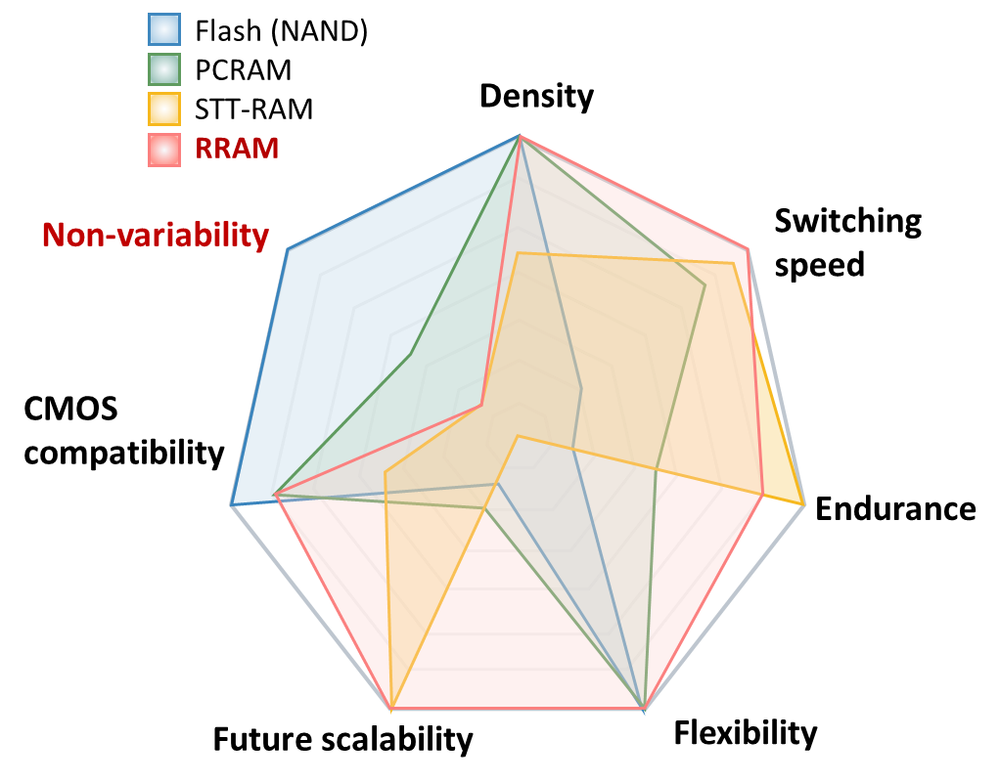 Flash (NAND)
PCRAM
STT-RAM
RRAM
Density
Switching
speed
Non-variability
CMOS
compatibility
Endurance
Future scalability
Flexibility